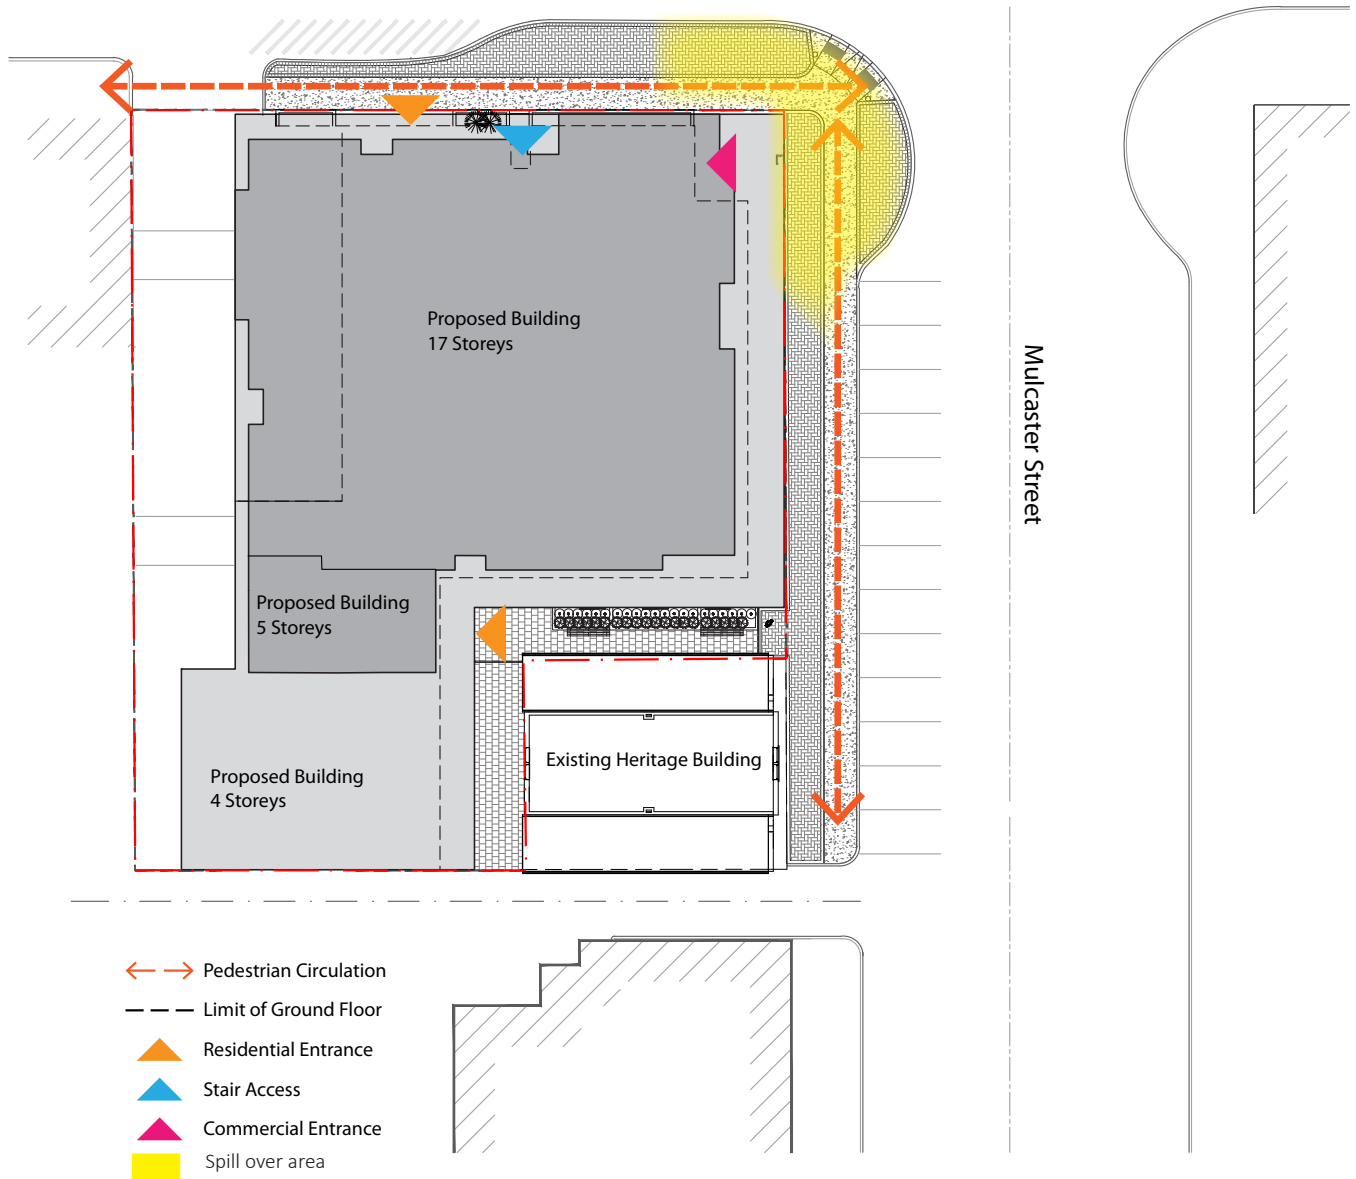 Proposed Building
17 Storeys
Mulcaster Street
Proposed Building
5 Storeys
Existing Heritage Building
Proposed Building
4 Storeys
Pedestrian Circulation
Limit of Ground Floor
Residential Entrance
Stair Access
Commercial Entrance
Spill over area